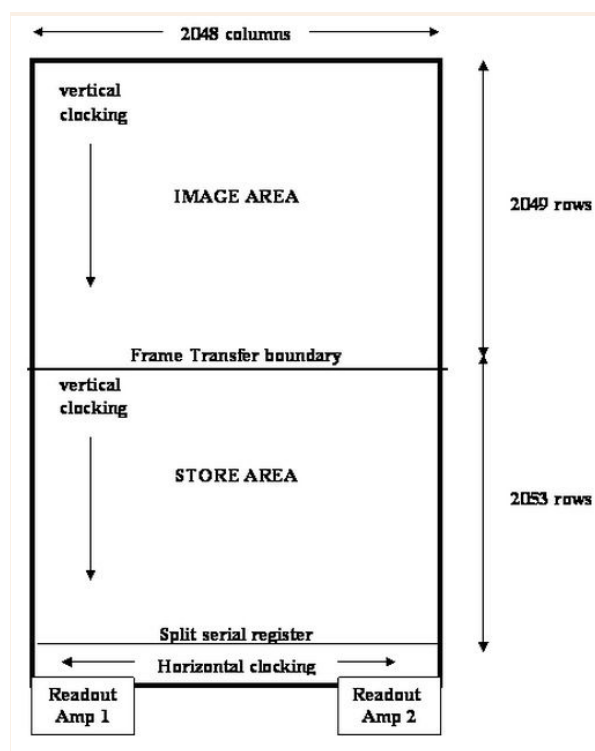 2048 columns
vertical
clocking
IMAGE AREA
2049 rows
Frame Transfer boundary
vertical
clocking
STORE AREA
2053 rows
Split serial register
Horizontal clocking
Readout
Amp 1
Readout
Amp 2